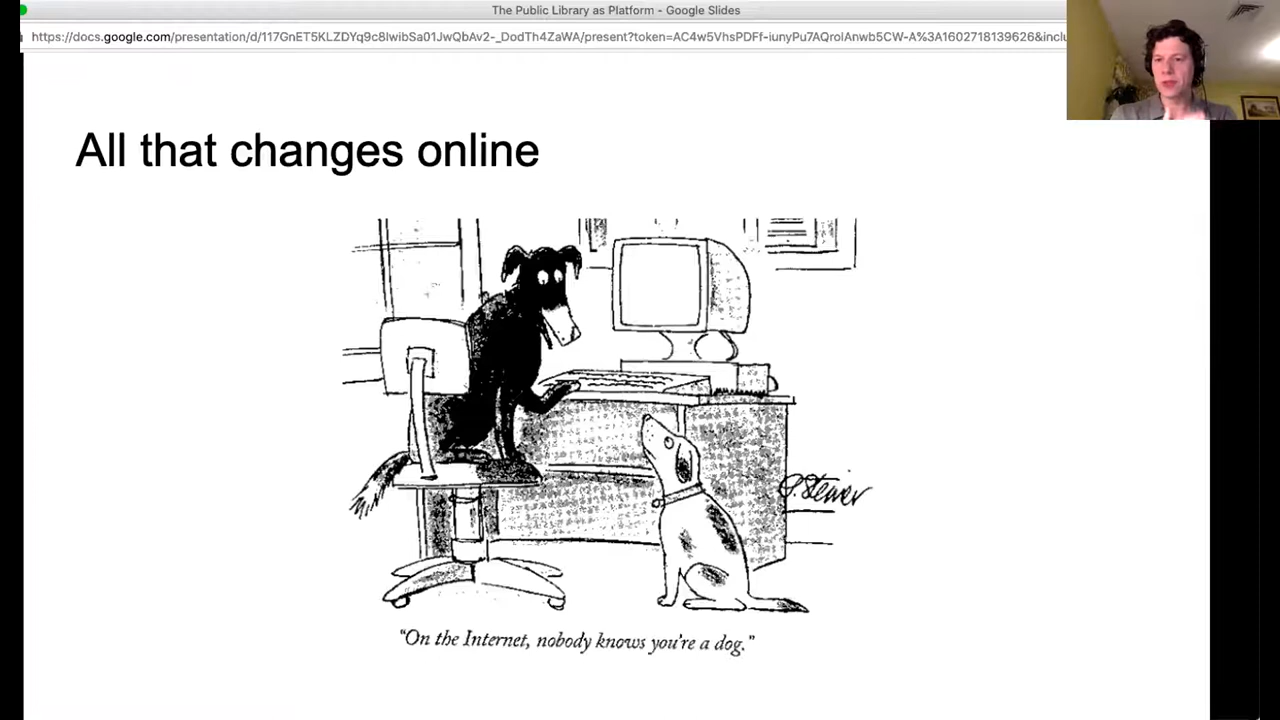 The Public Library as Platform - Google Slides
https://docs.google.com/presentation/d/117GnET5KLZDYq9c8lwibSa01JwQbAv2-_DodTh4ZaWA/present?token=AC4w5VhsPDFf-iunyPu7AQrolAnwb5CW-A%3A1602718139626&inclu
All that changes online
P. Steiner
“On the Internet, nobody knows you’re a dog.”